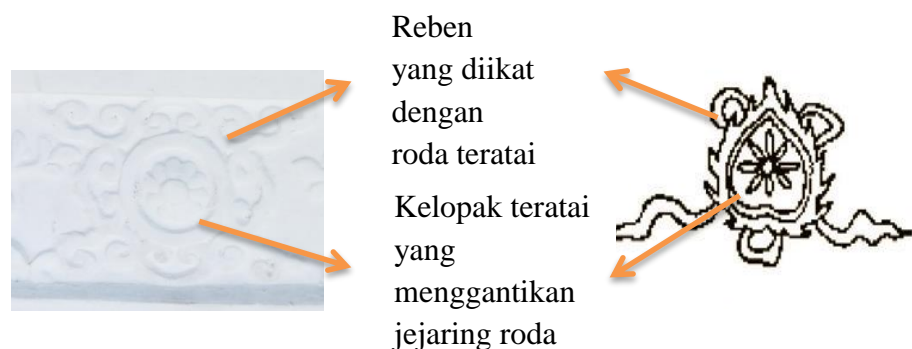 Reben
yang diikat
dengan
roda teratai
Kelopak teratai
yang
menggantikan
jejaring roda